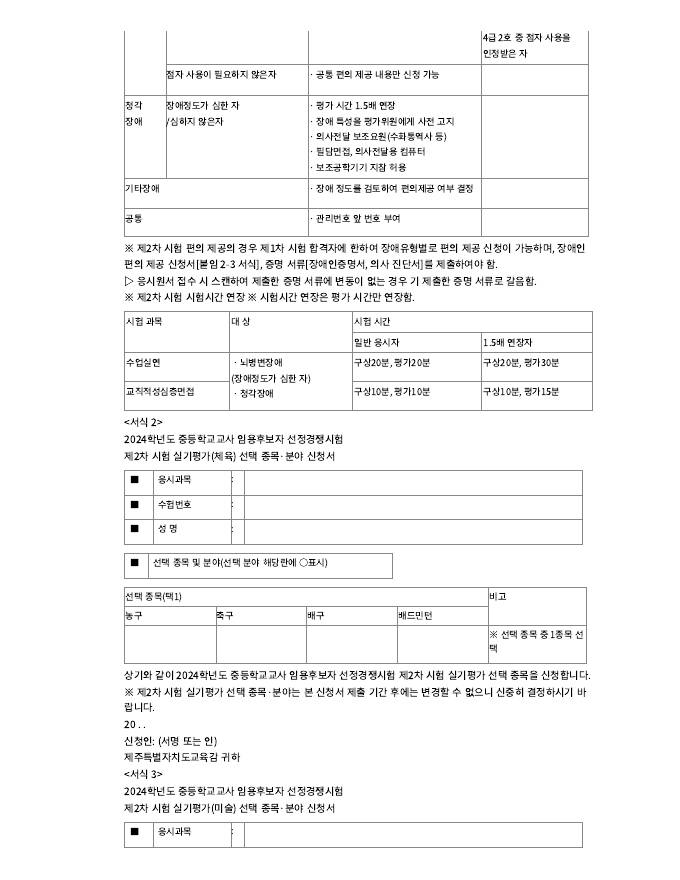 4급 2호 중 점자 사용을
인정받은 자
점자 사용이 필요하지 않은자
· 공통 편의 제공 내용만 신청 가능
청각
장애
장애정도가 심한 자
/심하지 않은자
· 평가 시간 1.5배 연장
· 장애 특성을 평가위원에게 사전 고지
· 의사전달 보조요원(수화통역사 등)
· 필담면접, 의사전달용 컴퓨터
· 보조공학기기 지참 허용
기타장애
· 장애 정도를 검토하여 편의제공 여부 결정
공통
· 관리번호 앞 번호 부여
※ 제2차 시험 편의 제공의 경우 제1차 시험 합격자에 한하여 장애유형별로 편의 제공 신청이 가능하며, 장애인
편의 제공 신청서[붙임 2-3 서식], 증명 서류[장애인증명서, 의사 진단서]를 제출하여야 함.
▷ 응시원서 접수 시 스캔하여 제출한 증명 서류에 변동이 없는 경우 기 제출한 증명 서류로 갈음함.
※ 제2차 시험 시험시간 연장 ※ 시험시간 연장은 평가 시간만 연장함.
시험 과목
대 상
시험 시간
일반 응시자
1.5배 연장자
수업실연
· 뇌병변장애
(장애정도가 심한 자)
· 청각장애
구상20분, 평가20분
구상20분, 평가30분
교직적성심층면접
구상10분, 평가10분
구상10분, 평가15분
<서식 2>
2024학년도 중등학교교사 임용후보자 선정경쟁시험
제2차 시험 실기평가(체육) 선택 종목·분야 신청서
■ 응시과목 :
■ 수험번호 :
■ 성 명 :
■ 선택 종목 및 분야(선택 분야 해당란에 ○표시)
선택 종목(택1)
비고
농구
축구
배구
배드민턴
※ 선택 종목 중 1종목 선
택
상기와 같이 2024학년도 중등학교교사 임용후보자 선정경쟁시험 제2차 시험 실기평가 선택 종목을 신청합니다.
※ 제2차 시험 실기평가 선택 종목·분야는 본 신청서 제출 기간 후에는 변경할 수 없으니 신중히 결정하시기 바
랍니다.
20 . .
신청인: (서명 또는 인)
제주특별자치도교육감 귀하
<서식 3>
2024학년도 중등학교교사 임용후보자 선정경쟁시험
제2차 시험 실기평가(미술) 선택 종목·분야 신청서
■ 응시과목 :